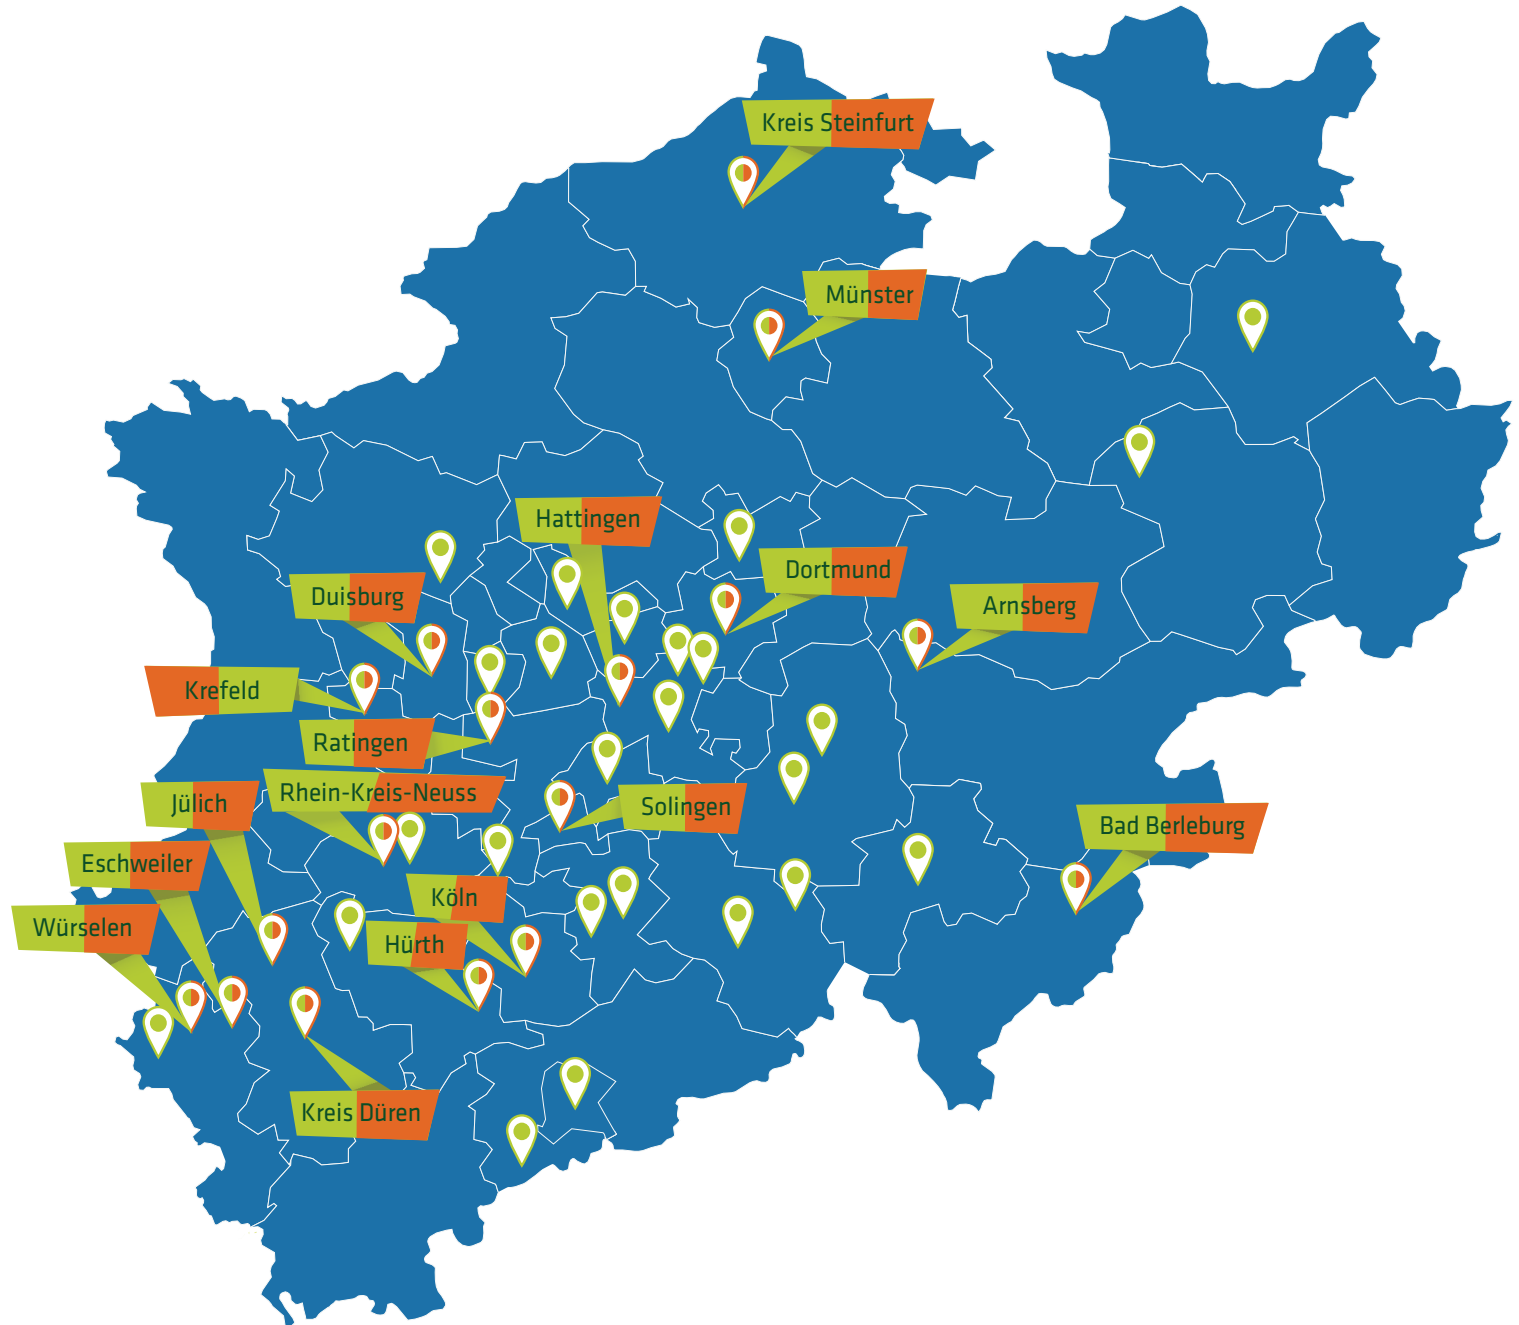 Kreis Steinfurt
Münster
Hattingen
Dortmund
Duisburg
Arnsberg
Krefeld
Ratingen
Rhein-Kreis-Neuss
Jülich
Solingen
Bad Berleburg
Eschweiler
Köln
Würselen
Hürth
Kreis Düren